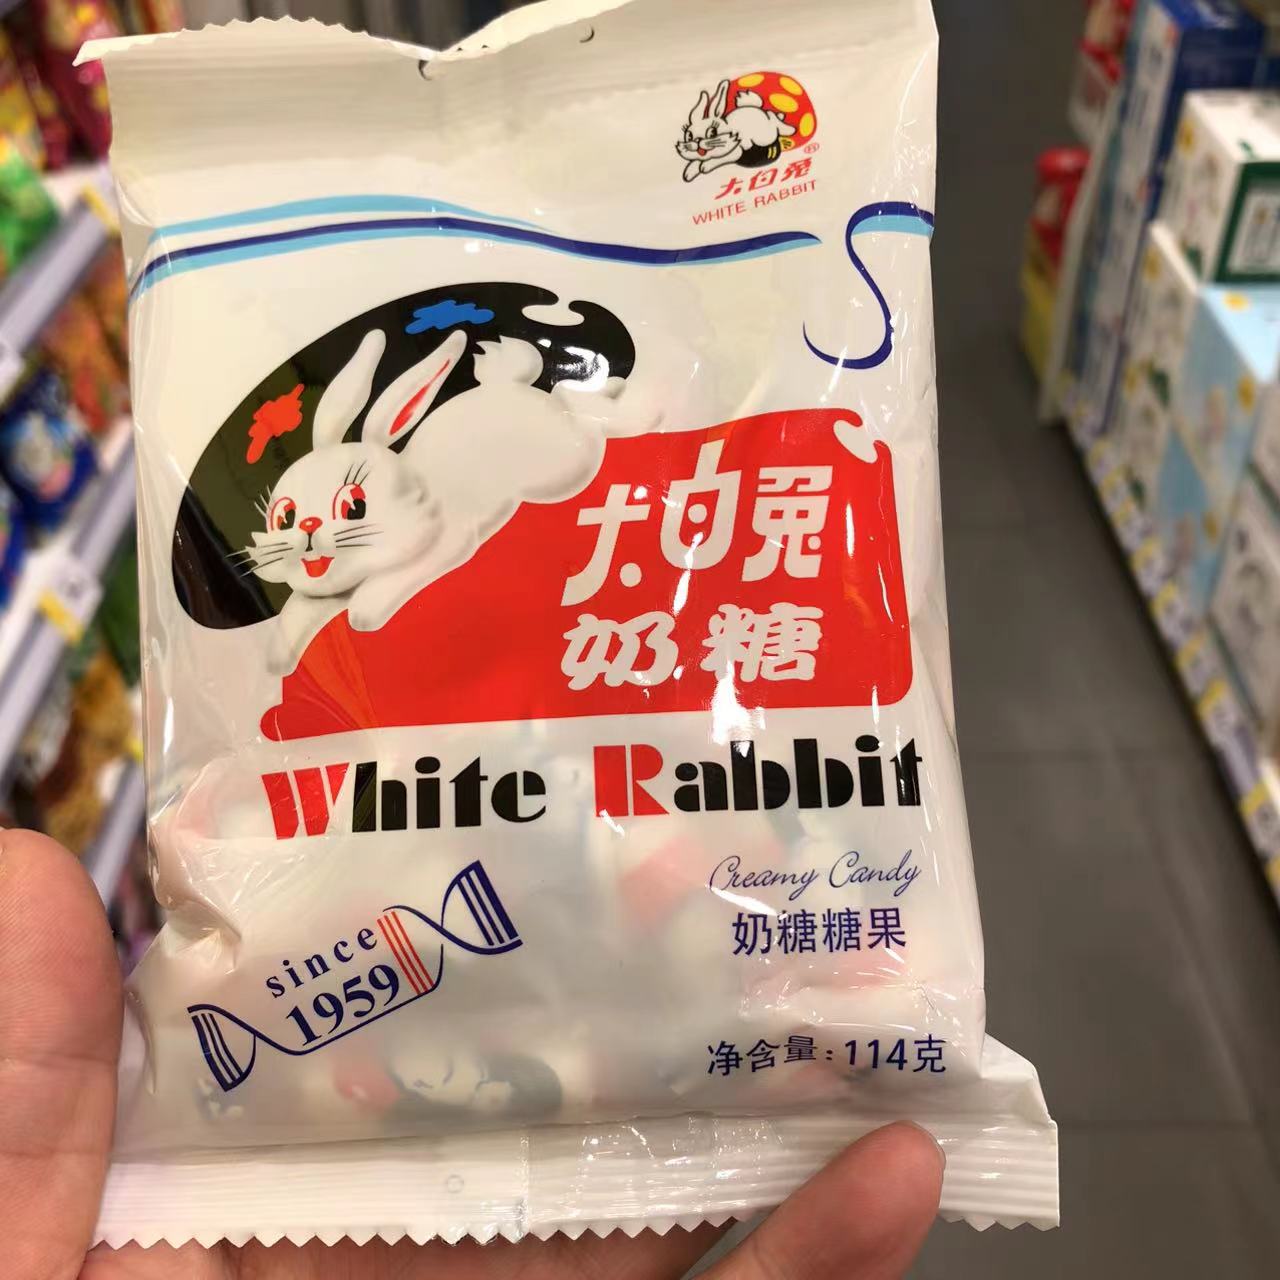 大白兔®
WHITE RABBIT
大白兔
奶糖
White Rabbit
Creamy Candy
奶糖糖果
since
1959
净含量:114克